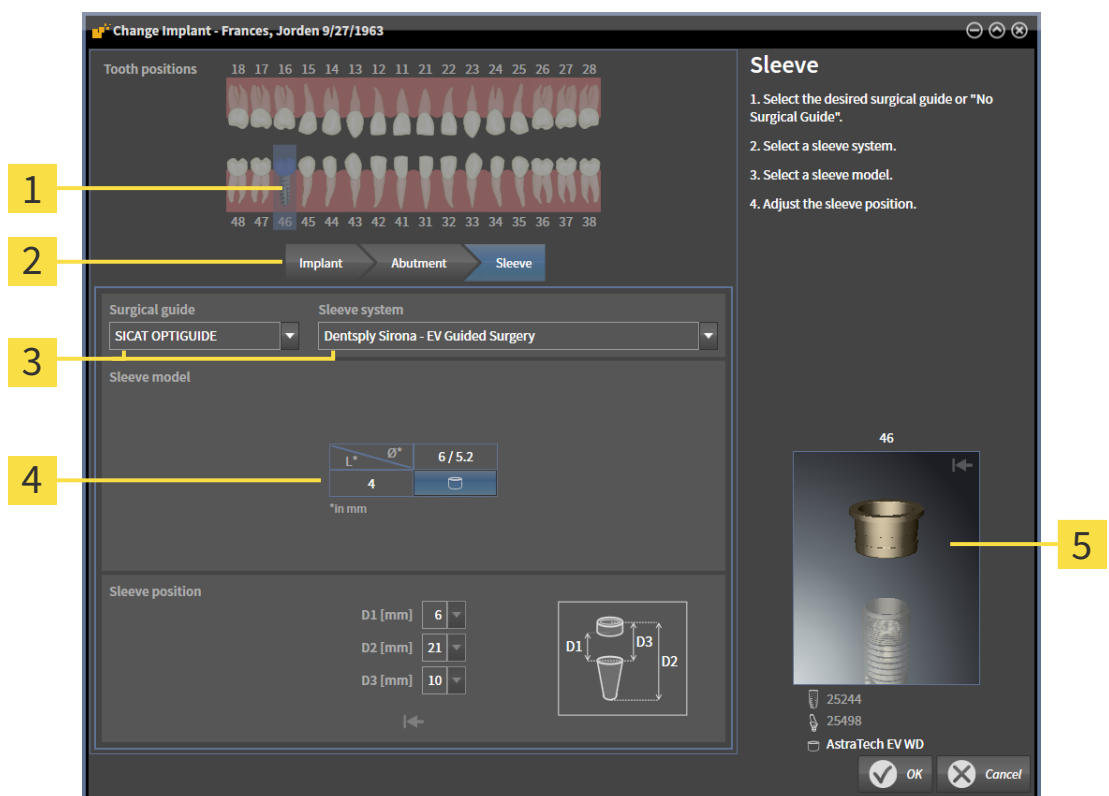 Change Implant - Frances, Jorden 9/27/1963
Tooth positions
18 17 16 15 14 13 12 11 21 22 23 24 25 26 27 28
48 47 46 45 44 43 42 41 31 32 33 34 35 36 37 38
1
2
Implant
Abutment
Sleeve
Surgical guide
Sleeve system
SICAT OPTIGUIDE
Dentsply Sirona - EV Guided Surgery
3
Sleeve model
L* Ø* 6 / 5.2
4
4
*in mm
Sleeve position
D1 [mm] 6
D2 [mm] 21
D3 [mm] 10
D1
D3
D2
Sleeve
1. Select the desired surgical guide or "No
Surgical Guide".
2. Select a sleeve system.
3. Select a sleeve model.
4. Adjust the sleeve position.
46
5
25244
25498
AstraTech EV WD
OK
Cancel